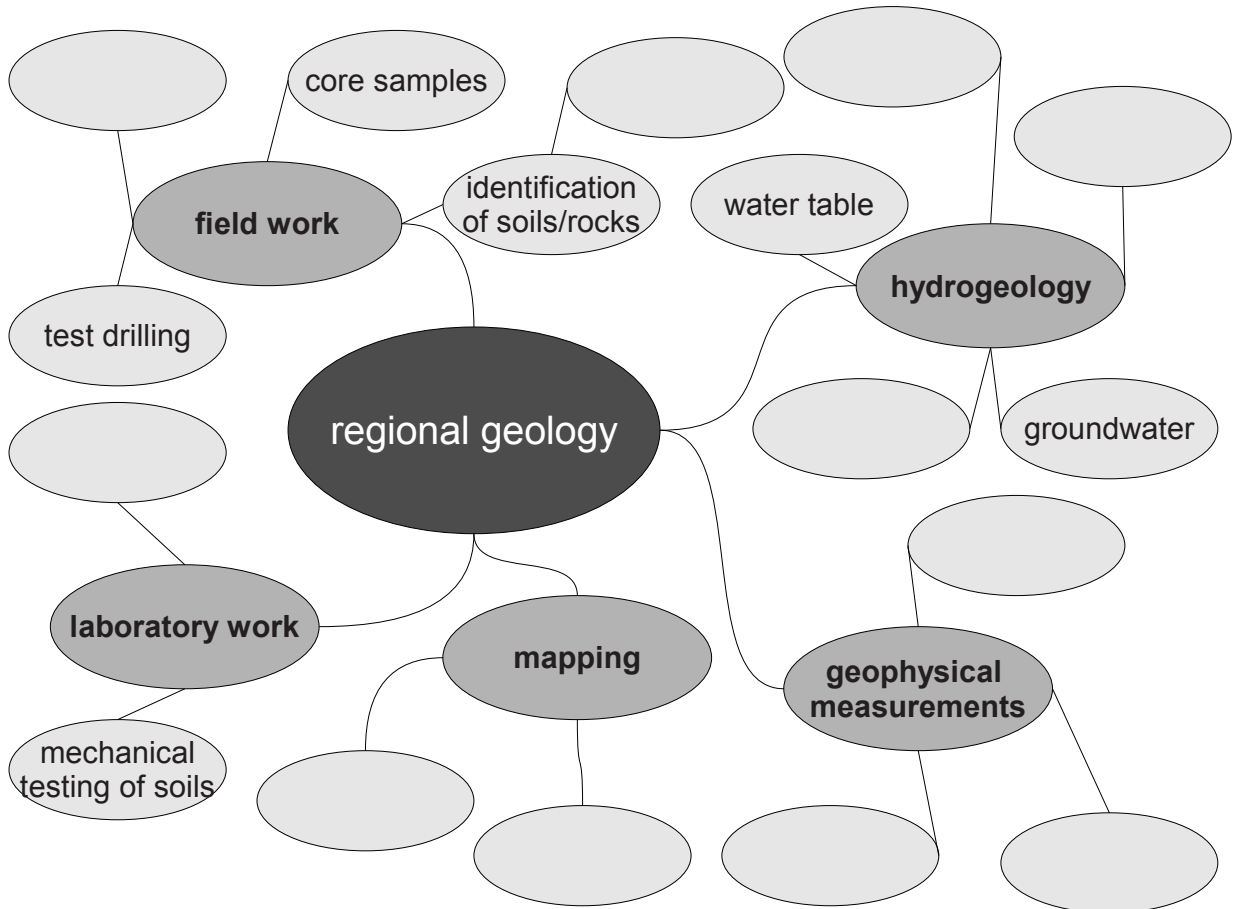 core samples
identification
of soils/rocks
water table
field work
hydrogeology
test drilling
regional geology
groundwater
laboratory work
mapping
geophysical
measurements
mechanical
testing of soils